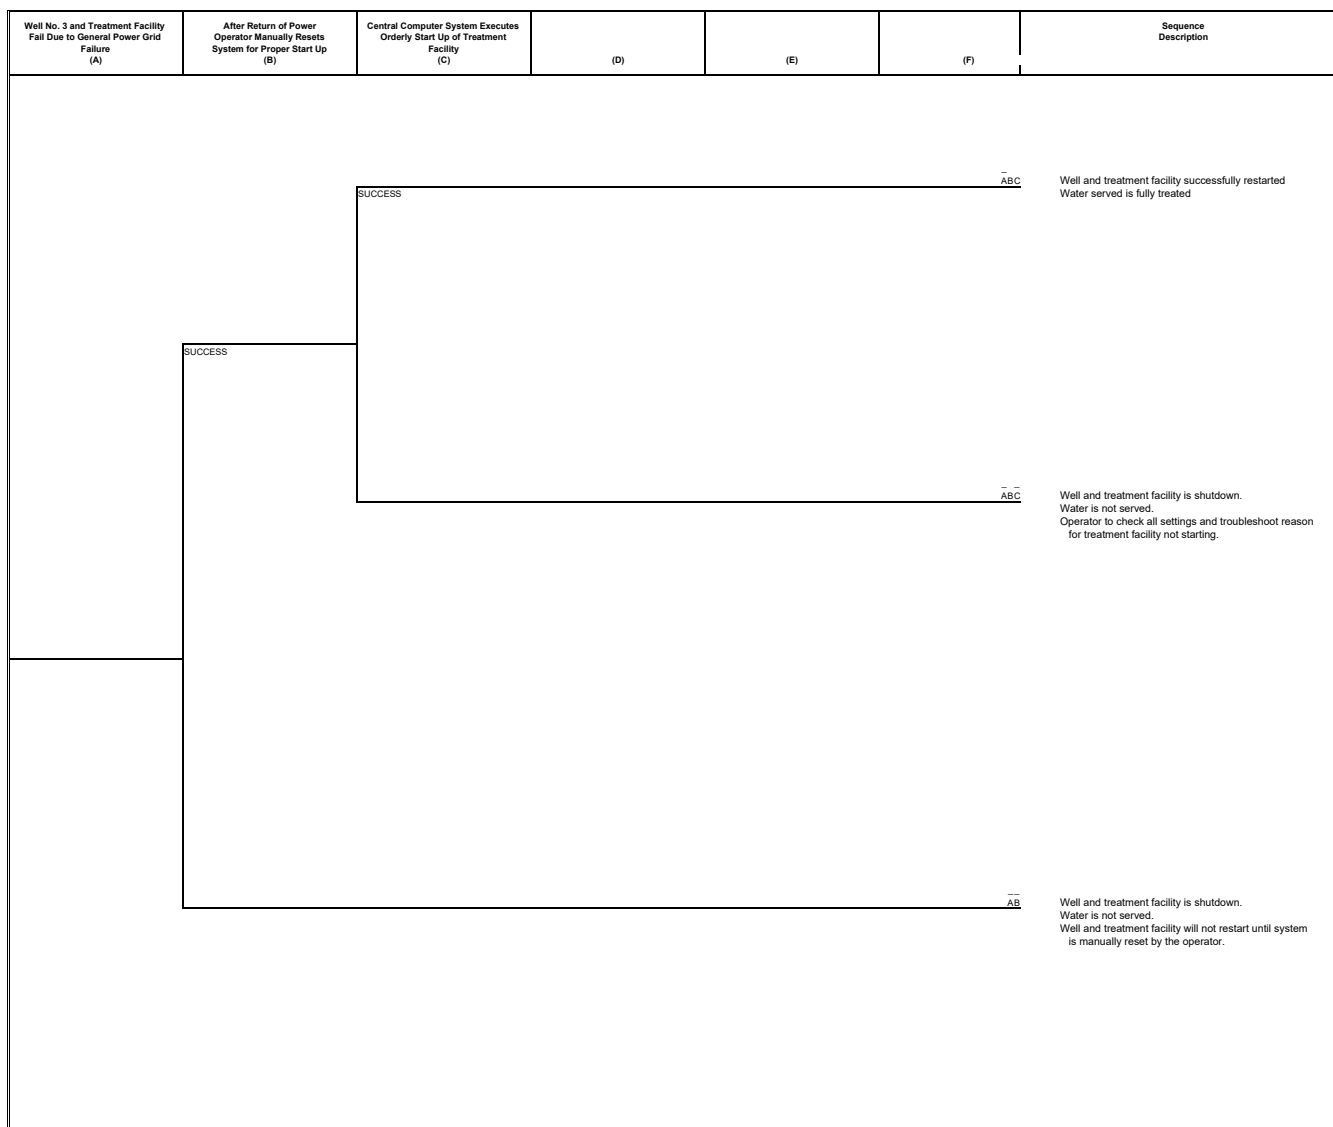 Well No. 3 and Treatment Facility
Fail Due to General Power Grid
Failure
(A)
After Return of Power
Operator Manually Resets
System for Proper Start Up
(B)
Central Computer System Executes
Orderly Start Up of Treatment
Facility
(C)
(D)
(E)
(F)
Sequence
Description
_
ABC
SUCCESS
Well and treatment facility successfully restarted
Water served is fully treated
SUCCESS
_ _
ABC
Well and treatment facility is shutdown.
Water is not served.
Operator to check all settings and troubleshoot reason
for treatment facility not starting.
_ _
AB
Well and treatment facility is shutdown.
Water is not served.
Well and treatment facility will not restart until system
is manually reset by the operator.